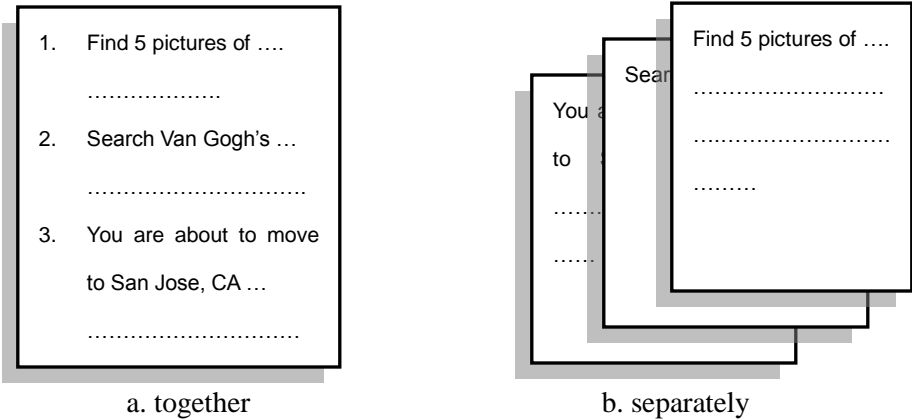 1. Find 5 pictures of ….
……………….
2. Search Van Gogh’s …
………………………….
3. You are about to move
to San Jose, CA …
…………………………
a. together
Find 5 pictures of ….
………………………
………………………
………
Sear
You a
to S
…….
……
b. separately